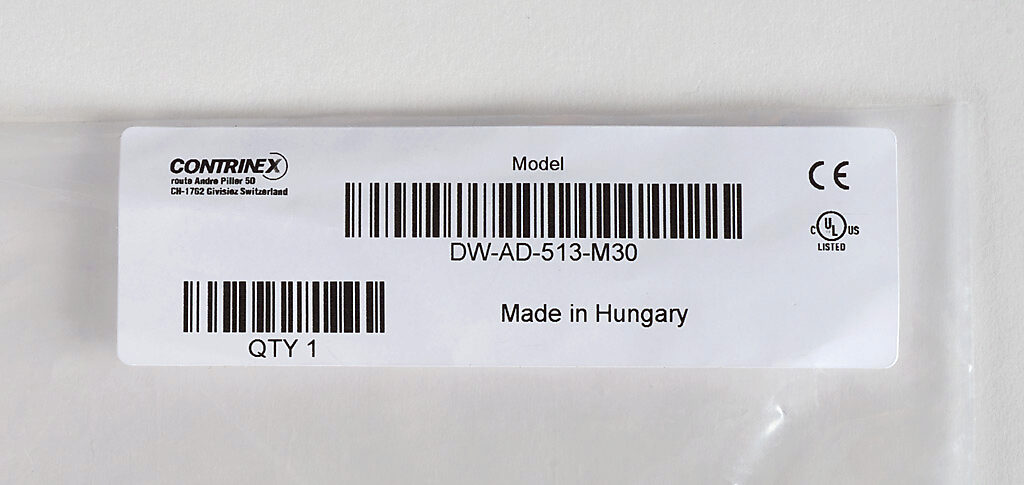 CONTRINEX
route Andre Piller 50
CH-1762 Givisiez Switzerland
Model
DW-AD-513-M30
CE
C UL US
LISTED
QTY 1
Made in Hungary